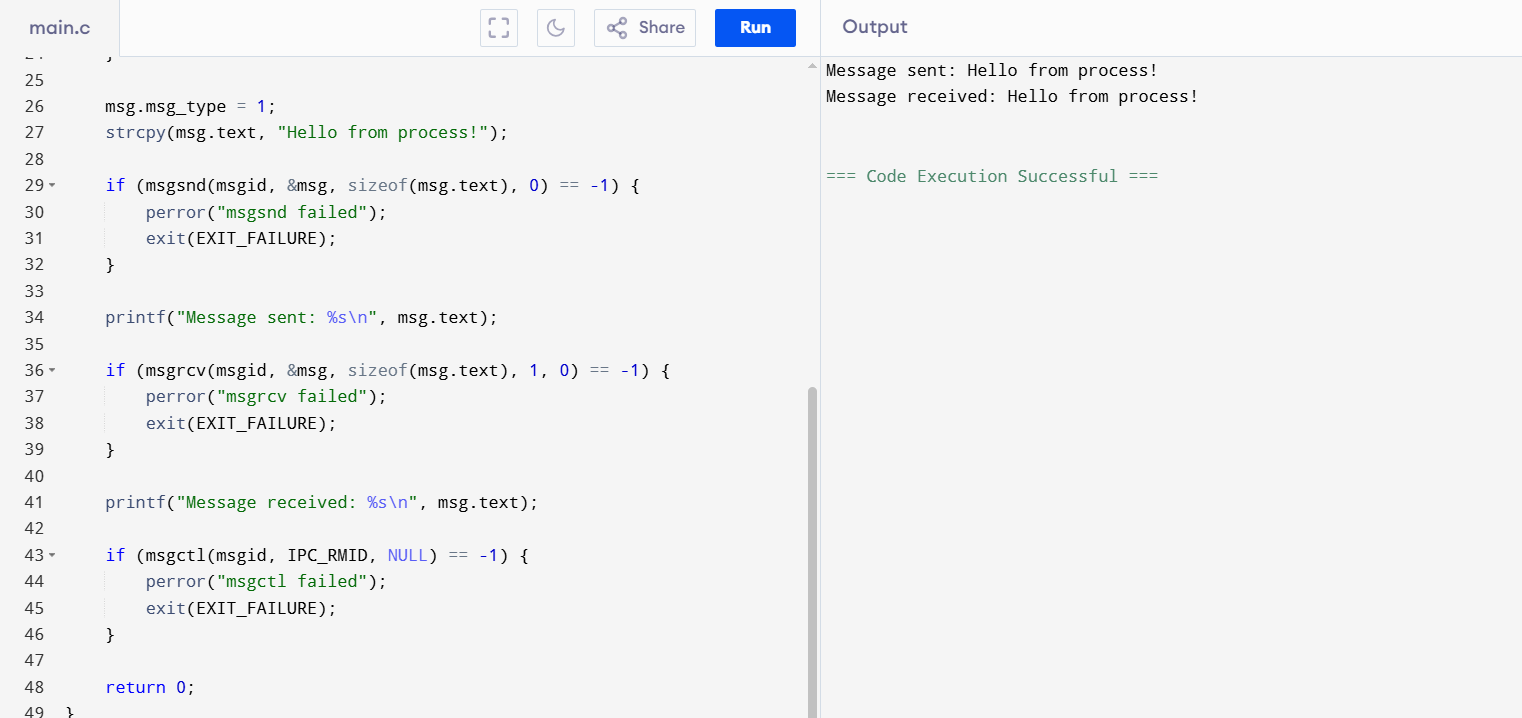 main.c
Share
Run
Output
24 }
25
26 msg.msg_type = 1;
27 strcpy(msg.text, "Hello from process!");
28
29 if (msgsnd(msgid, &msg, sizeof(msg.text), 0) == -1) {
30 perror("msgsnd failed");
31 exit(EXIT_FAILURE);
32 }
33
34 printf("Message sent: %s\n", msg.text);
35
36 if (msgrcv(msgid, &msg, sizeof(msg.text), 1, 0) == -1) {
37 perror("msgrcv failed");
38 exit(EXIT_FAILURE);
39 }
40
41 printf("Message received: %s\n", msg.text);
42
43 if (msgctl(msgid, IPC_RMID, NULL) == -1) {
44 perror("msgctl failed");
45 exit(EXIT_FAILURE);
46 }
47
48 return 0;
49 }
Message sent: Hello from process!
Message received: Hello from process!
=== Code Execution Successful ===